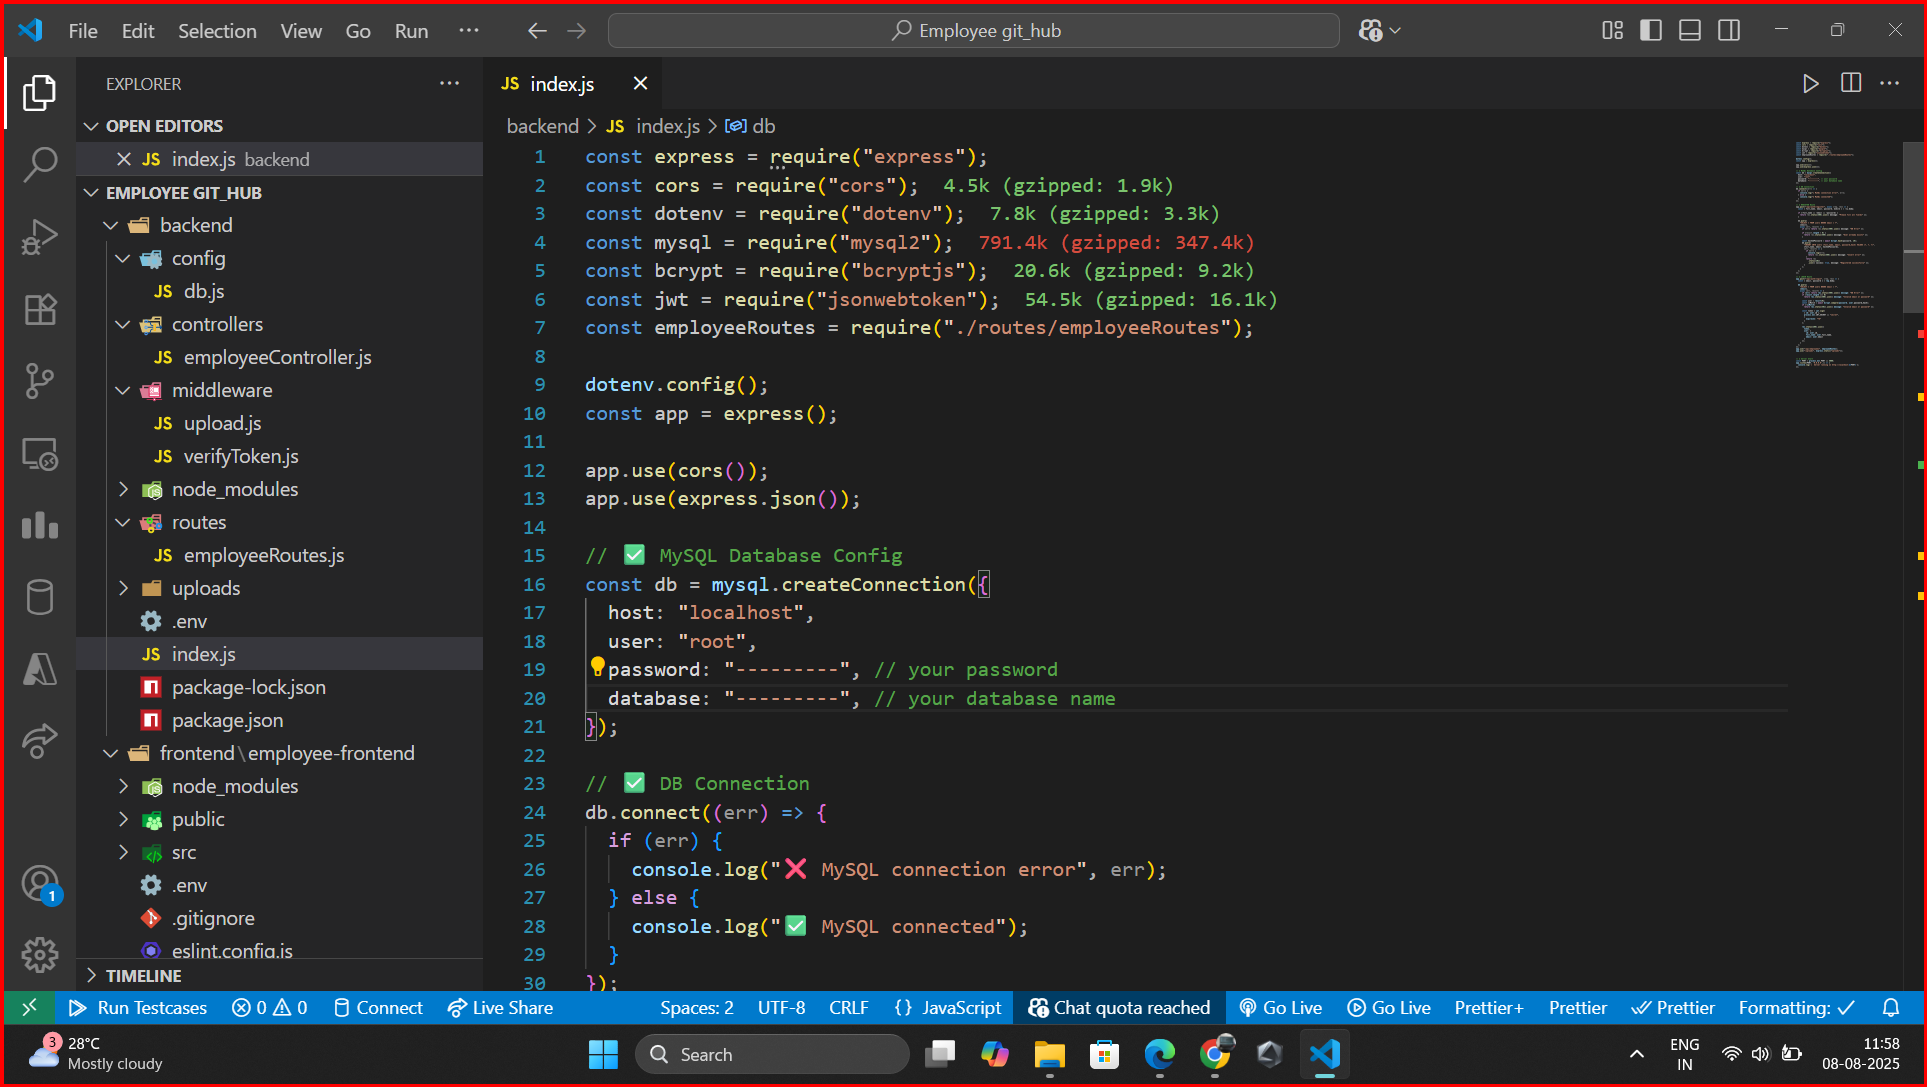 File Edit Selection View Go Run ···
Employee git_hub
EXPLORER
OPEN EDITORS
JS index.js backend
EMPLOYEE GIT_HUB
backend
config
JS db.js
controllers
JS employeeController.js
middleware
JS upload.js
JS verifyToken.js
node_modules
routes
JS employeeRoutes.js
uploads
.env
JS index.js
package-lock.json
package.json
frontend\employee-frontend
node_modules
public
src
.env
.gitignore
eslint.config.js
TIMELINE
1
JS index.js
backend > JS index.js > db
1 const express = require("express");
2 const cors = require("cors"); 4.5k (gzipped: 1.9k)
3 const dotenv = require("dotenv"); 7.8k (gzipped: 3.3k)
4 const mysql = require("mysql2"); 791.4k (gzipped: 347.4k)
5 const bcrypt = require("bcryptjs"); 20.6k (gzipped: 9.2k)
6 const jwt = require("jsonwebtoken"); 54.5k (gzipped: 16.1k)
7 const employeeRoutes = require("./routes/employeeRoutes");
8
9 dotenv.config();
10 const app = express();
11
12 app.use(cors());
13 app.use(express.json());
14
15 // ✅ MySQL Database Config
16 const db = mysql.createConnection({
17 host: "localhost",
18 user: "root",
19 password: "---------", // your password
20 database: "---------", // your database name
21 });
22
23 // ✅ DB Connection
24 db.connect((err) => {
25 if (err) {
26 console.log("❌ MySQL connection error", err);
27 } else {
28 console.log("✅ MySQL connected");
29 }
30 });
Run Testcases 0 0 Connect Live Share Spaces: 2 UTF-8 CRLF {} JavaScript Chat quota reached Go Live Go Live Prettier+ Prettier Prettier Formatting: ✓
3
28°C
Mostly cloudy
Search
ENG
IN
11:58
08-08-2025